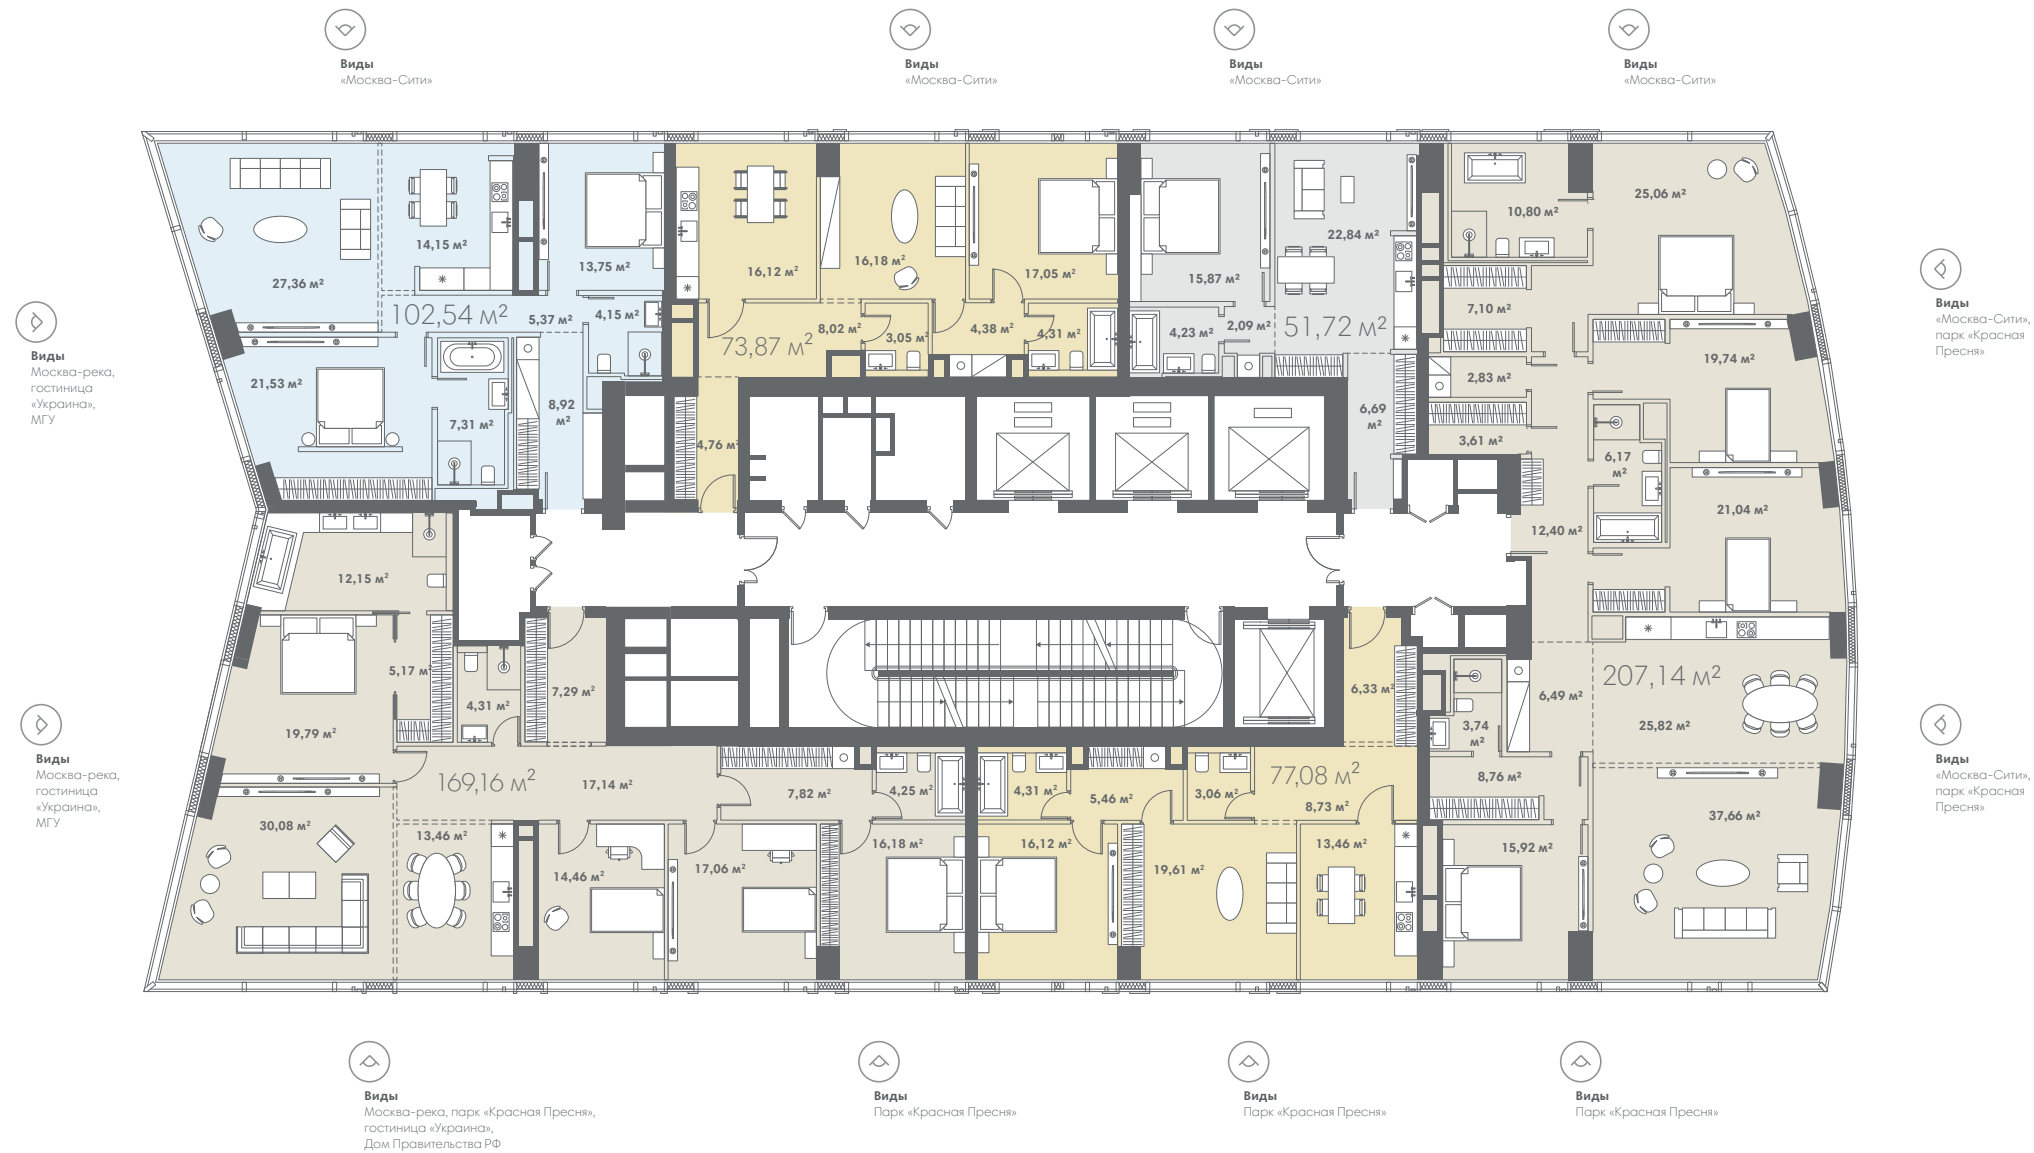 Виды
«Москва-Сити»
Виды
«Москва-Сити»
Виды
«Москва-Сити»
Виды
«Москва-Сити»
Виды
Москва-река,
гостиница
«Украина»,
МГУ
Виды
Москва-река,
гостиница
«Украина»,
МГУ
27,36 м²
14,15 м²
102,54 м²
5,37 м²
13,75 м²
4,15 м²
21,53 м²
7,31 м²
8,92
м²
16,12 м²
16,18 м²
17,05 м²
73,87 м²
8,02 м²
3,05 м²
4,38 м²
4,31 м²
4,76 м²
15,87 м²
22,84 м²
4,23 м²
2,09 м²
51,72 м²
6,69
м²
10,80 м²
25,06 м²
7,10 м²
19,74 м²
2,83 м²
3,61 м²
6,17
м²
21,04 м²
12,40 м²
207,14 м²
6,49 м²
25,82 м²
3,74
м²
8,76 м²
37,66 м²
15,92 м²
12,15 м²
5,17 м²
19,79 м²
4,31 м²
7,29 м²
169,16 м²
17,14 м²
7,82 м²
4,25 м²
30,08 м²
13,46 м²
14,46 м²
17,06 м²
16,18 м²
6,33 м²
4,31 м²
5,46 м²
3,06 м²
77,08 м²
8,73 м²
16,12 м²
19,61 м²
13,46 м²
Виды
«Москва-Сити»,
парк «Красная
Пресня»
Виды
«Москва-Сити»,
парк «Красная
Пресня»
Виды
Москва-река, парк «Красная Пресня»,
гостиница «Украина»,
Дом Правительства РФ
Виды
Парк «Красная Пресня»
Виды
Парк «Красная Пресня»
Виды
Парк «Красная Пресня»